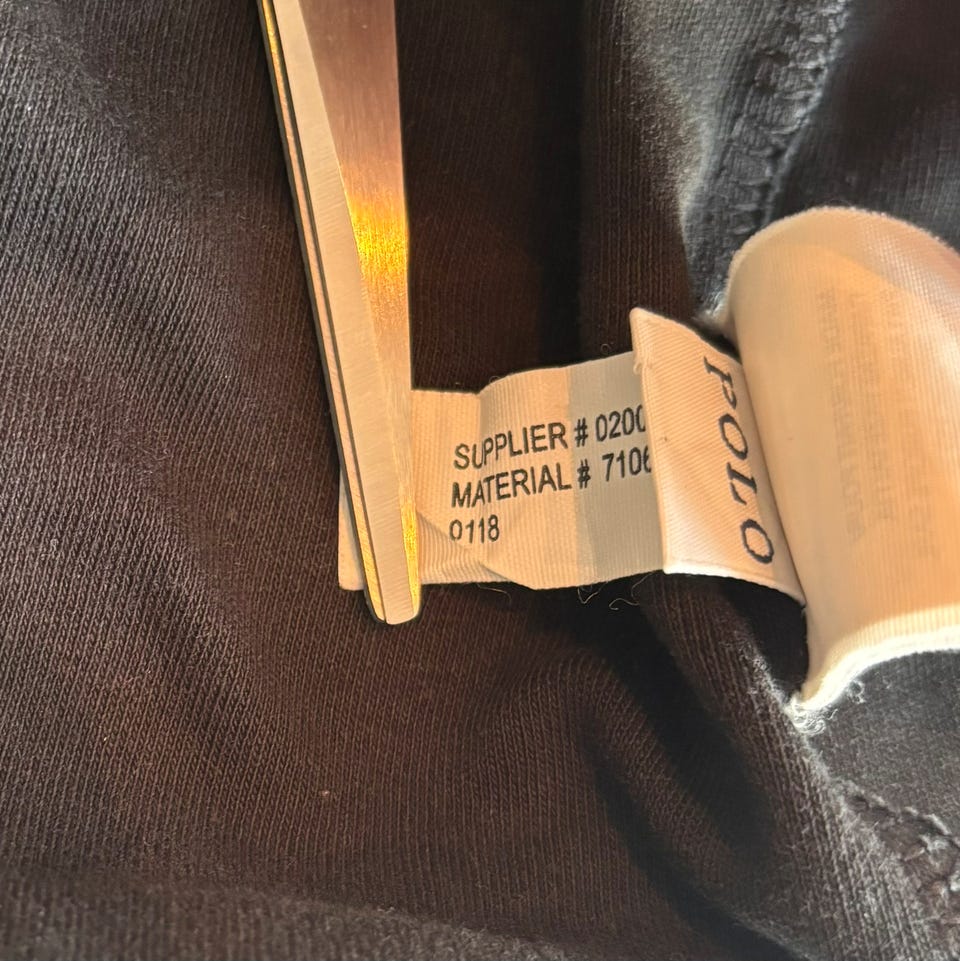 SUPPLIER # 0200
MATERIAL # 7106
0118
POLO